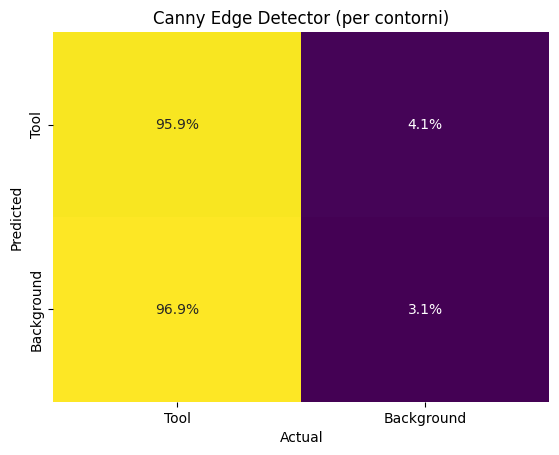 Canny Edge Detector (per contorni)
Predicted
Tool
95.9%
4.1%
Background
96.9%
3.1%
Tool
Background
Actual